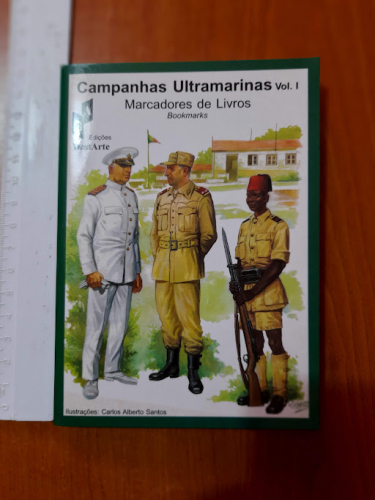 Campanhas Ultramarinas Vol. I
Marcadores de Livros
Bookmarks
Edições
Ilustrações: Carlos Alberto Santos